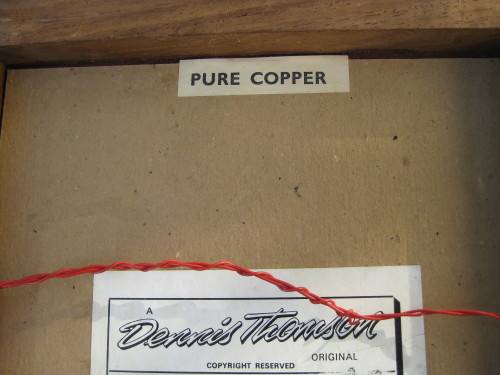 PURE COPPER
A
Dennis Thomson
ORIGINAL
COPYRIGHT RESERVED